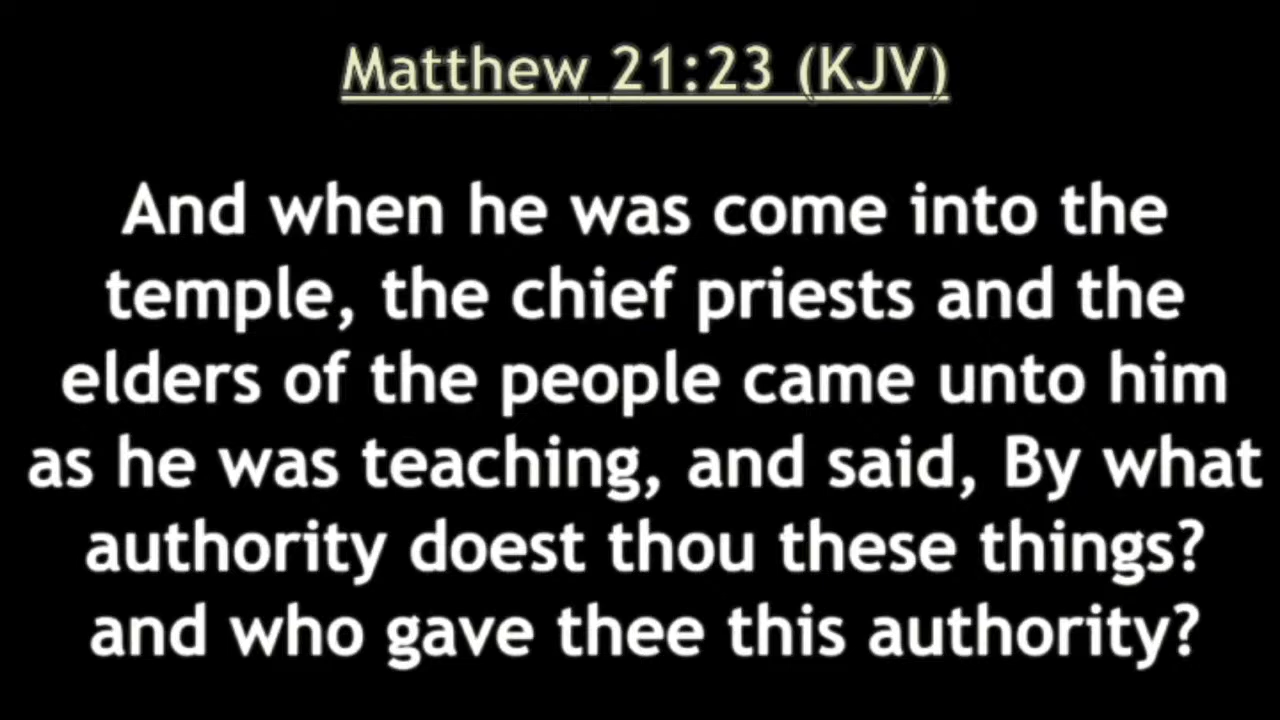 Matthew 21:23 (KJV)
And when he was come into the
temple, the chief priests and the
elders of the people came unto him
as he was teaching, and said, By what
authority doest thou these things?
and who gave thee this authority?